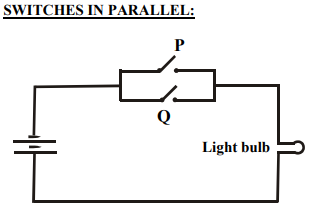 SWITCHES IN PARALLEL:
P
Q
Light bulb